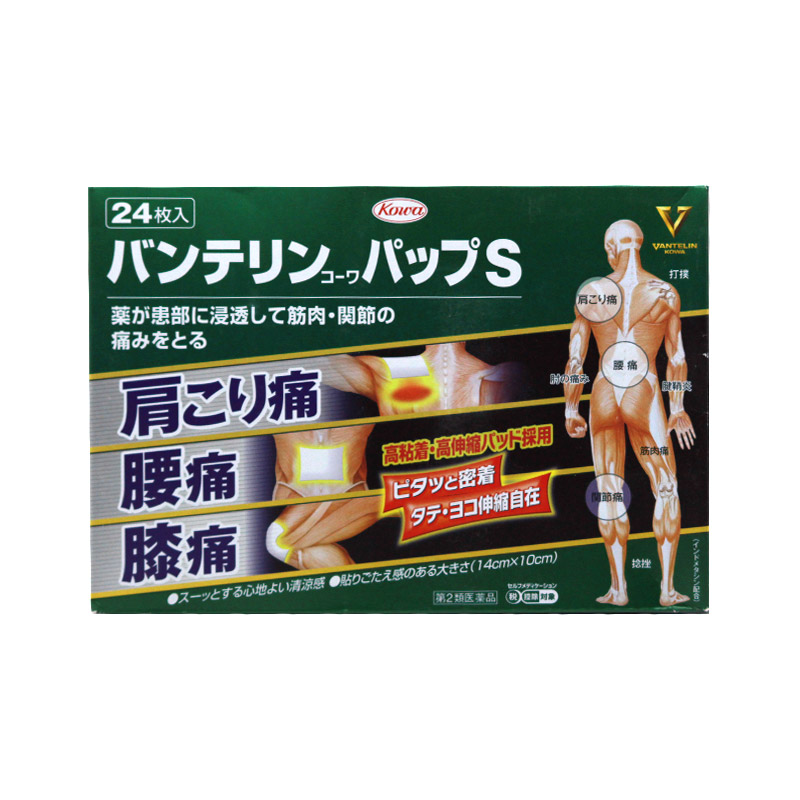 24枚入
Kowa
バンテリンコーワパップS
薬が患部に浸透して筋肉・関節の
痛みをとる
肩こり痛
腰痛
膝痛
高粘着・高伸縮パッド採用
ピタッと密着
タテ・ヨコ伸縮自在
●スーッとする心地よい清涼感 ●貼りごたえ感のある大きさ(14cm×10cm)
第2類医薬品
セルフメディケーション
税 控除 対象
VANTELIN
KOWA
打撲
肩こり痛
腰痛
肘の痛み
腱鞘炎
筋肉痛
関節痛
捻挫
(インドメタシン配合)